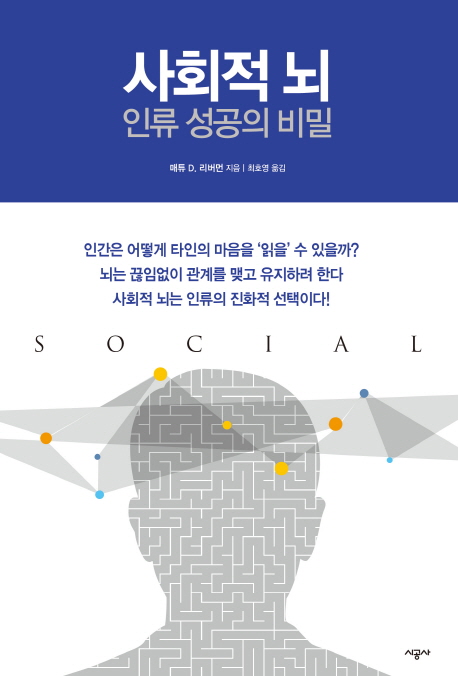 사회적 뇌
인류 성공의 비밀
매튜 D. 리버먼 지음 | 최호영 옮김
인간은 어떻게 타인의 마음을 ‘읽을’ 수 있을까?
뇌는 끊임없이 관계를 맺고 유지하려 한다
사회적 뇌는 인류의 진화적 선택이다!
SOCIAL
시공사